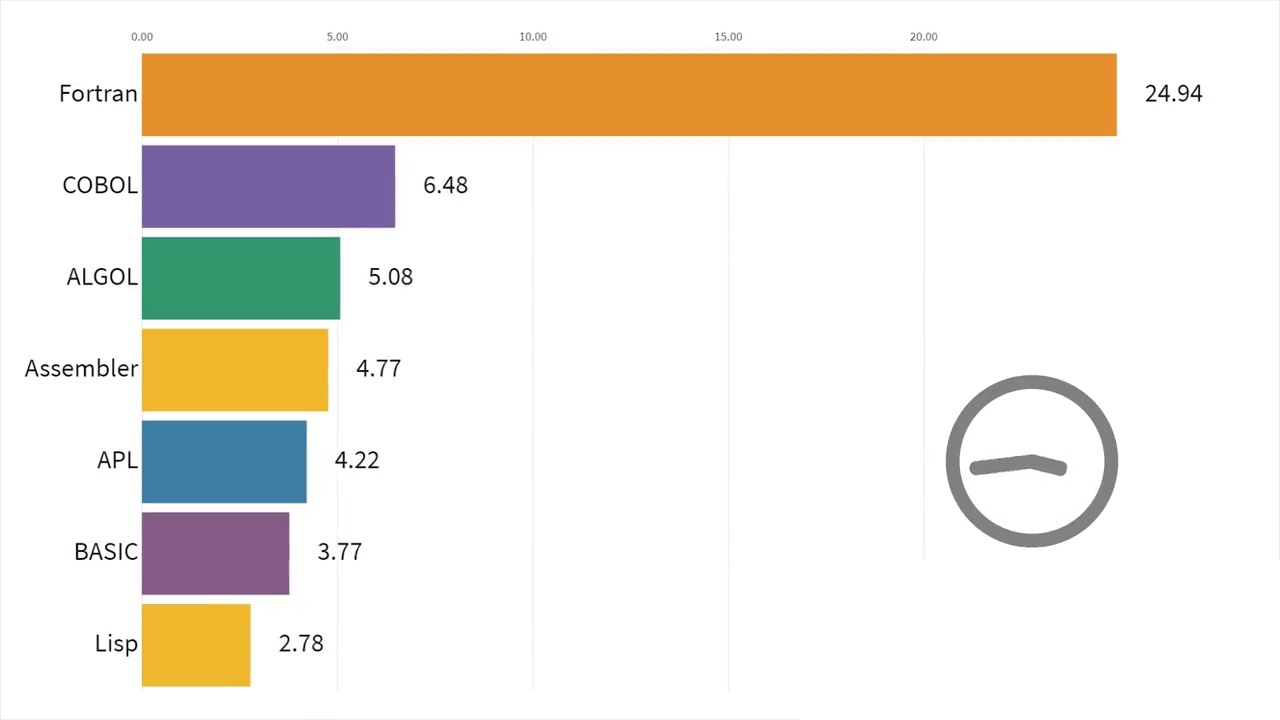 0.00 5.00 10.00 15.00 20.00
Fortran 24.94
COBOL 6.48
ALGOL 5.08
Assembler 4.77
APL 4.22
BASIC 3.77
Lisp 2.78